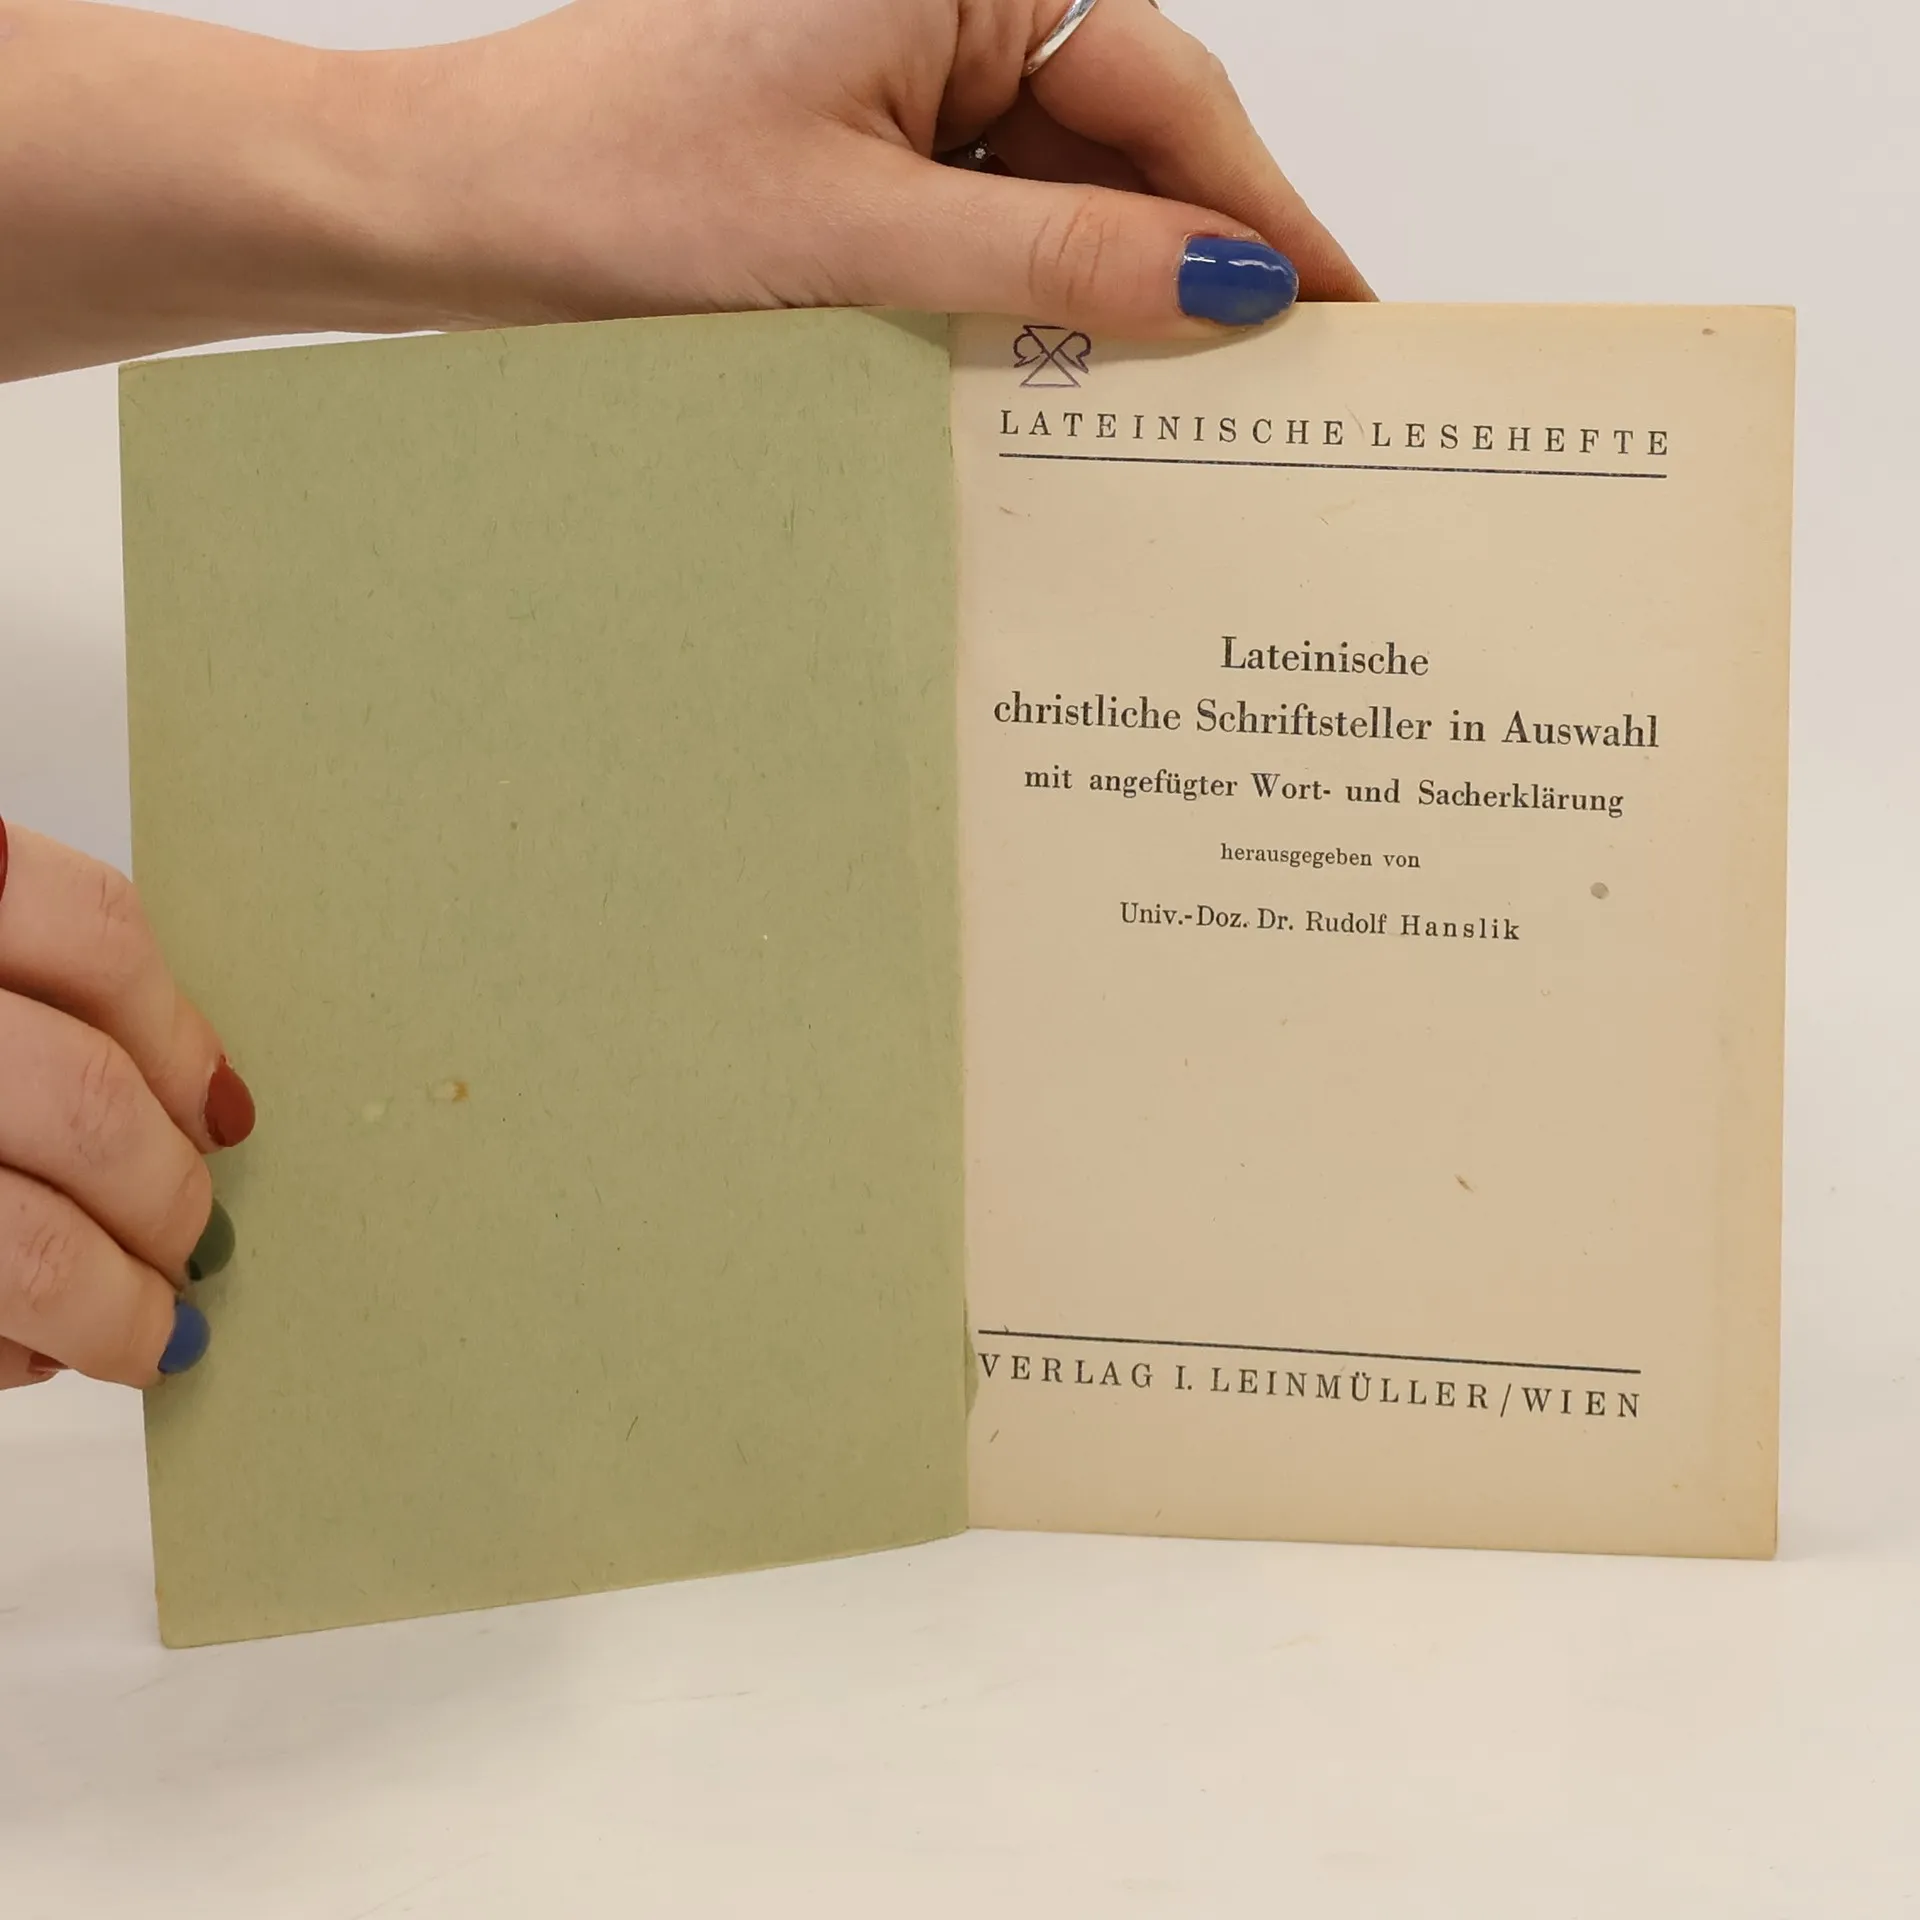 LATEINISCHE LESEHEFTE
Lateinische
christliche Schriftsteller in Auswahl
mit angefügter Wort- und Sacherklärung
herausgegeben von
Univ.-Doz. Dr. Rudolf Hanslik
VERLAG I. LEINMÜLLER/WIEN